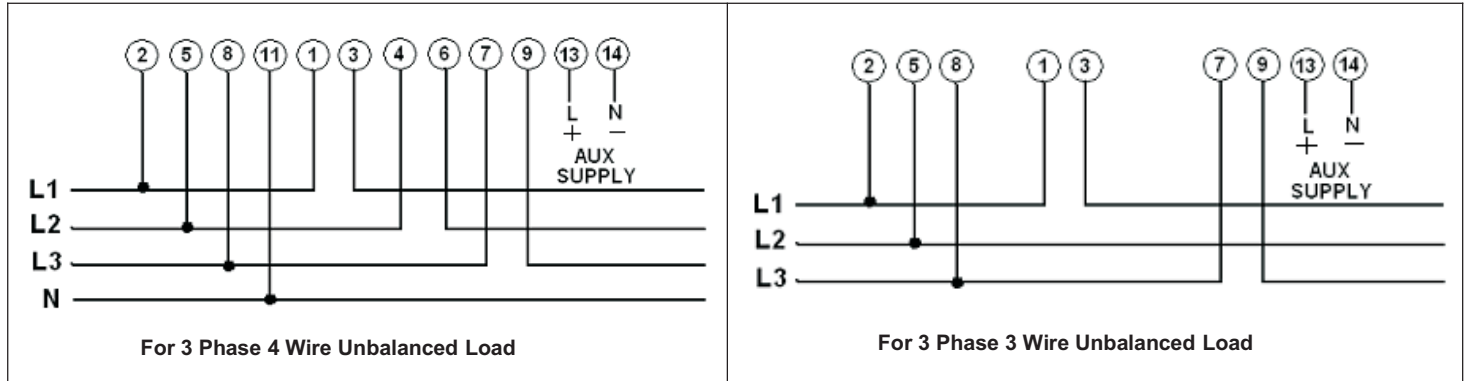 2 5 8 11 1 3 4 6 7 9 13 14
L N
+ −
AUX
SUPPLY
L1
L2
L3
N
For 3 Phase 4 Wire Unbalanced Load
2 5 8 1 3 7 9 13 14
L N
+ −
AUX
SUPPLY
L1
L2
L3
For 3 Phase 3 Wire Unbalanced Load